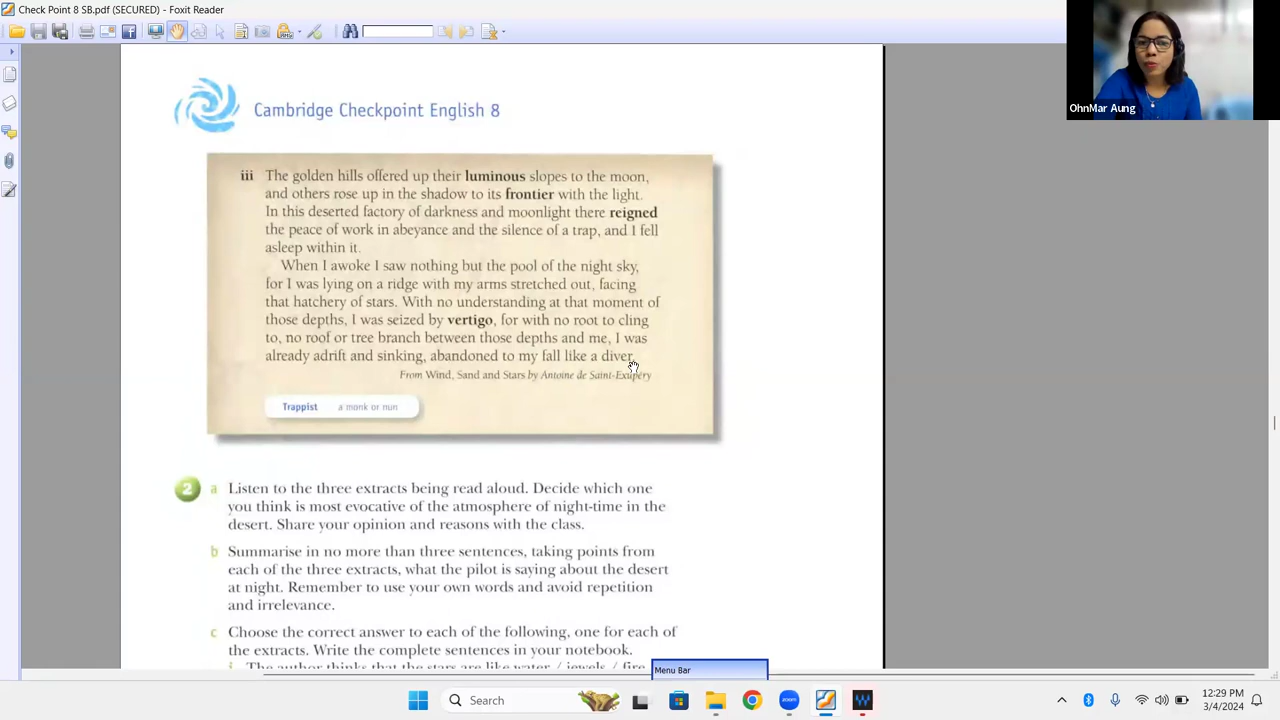 Check Point 8 SB.pdf (SECURED) - Foxit Reader
OhnMar Aung
Cambridge Checkpoint English 8
iii The golden hills offered up their luminous slopes to the moon,
and others rose up in the shadow to its frontier with the light.
In this deserted factory of darkness and moonlight there reigned
the peace of work in abeyance and the silence of a trap, and I fell
asleep within it.
When I awoke I saw nothing but the pool of the night sky,
for I was lying on a ridge with my arms stretched out, facing
that hatchery of stars. With no understanding at that moment of
those depths, I was seized by vertigo, for with no root to cling
to, no roof or tree branch between those depths and me, I was
already adrift and sinking, abandoned to my fall like a diver.
From Wind, Sand and Stars by Antoine de Saint-Exupéry
Trappist a monk or nun
2 a Listen to the three extracts being read aloud. Decide which one
you think is most evocative of the atmosphere of night-time in the
desert. Share your opinion and reasons with the class.
b Summarise in no more than three sentences, taking points from
each of the three extracts, what the pilot is saying about the desert
at night. Remember to use your own words and avoid repetition
and irrelevance.
c Choose the correct answer to each of the following, one for each of
the extracts. Write the complete sentences in your notebook.
i The author thinks that the stars are like water / jewels / fire
Menu Bar
Search
zoom
12:29 PM
3/4/2024